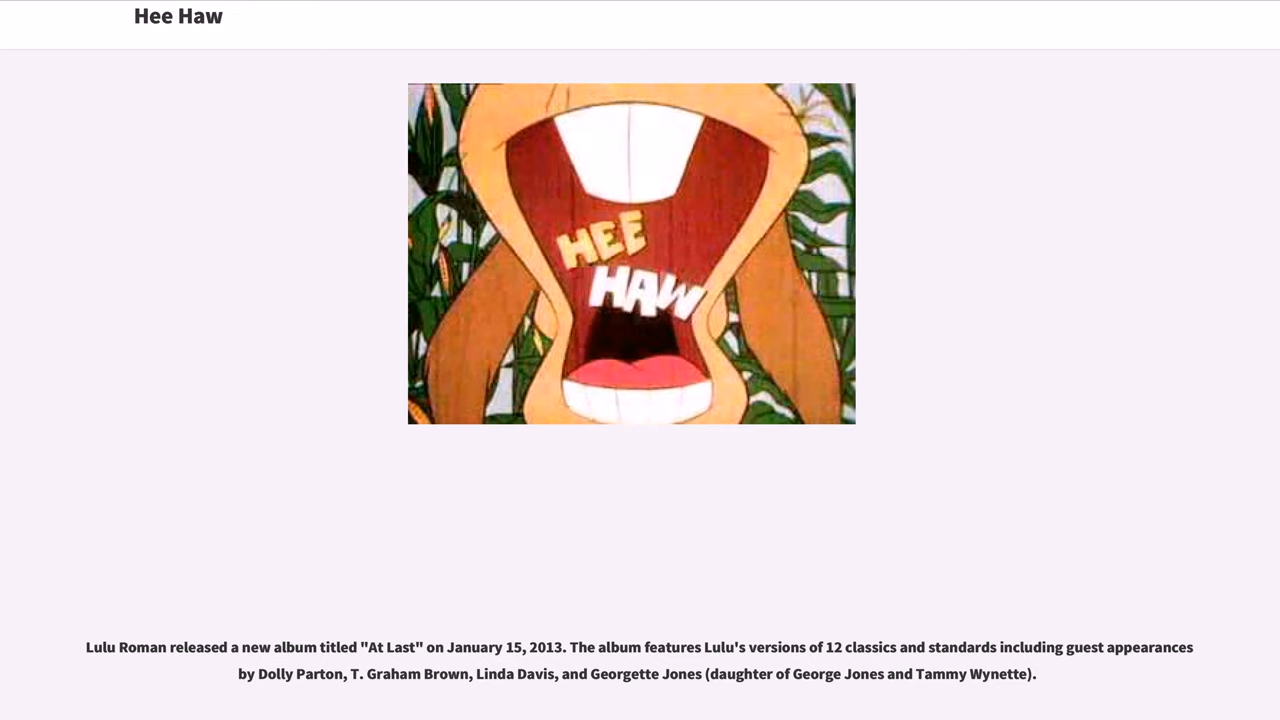 Hee Haw
HEE
HAW
Lulu Roman released a new album titled "At Last" on January 15, 2013. The album features Lulu's versions of 12 classics and standards including guest appearances
by Dolly Parton, T. Graham Brown, Linda Davis, and Georgette Jones (daughter of George Jones and Tammy Wynette).